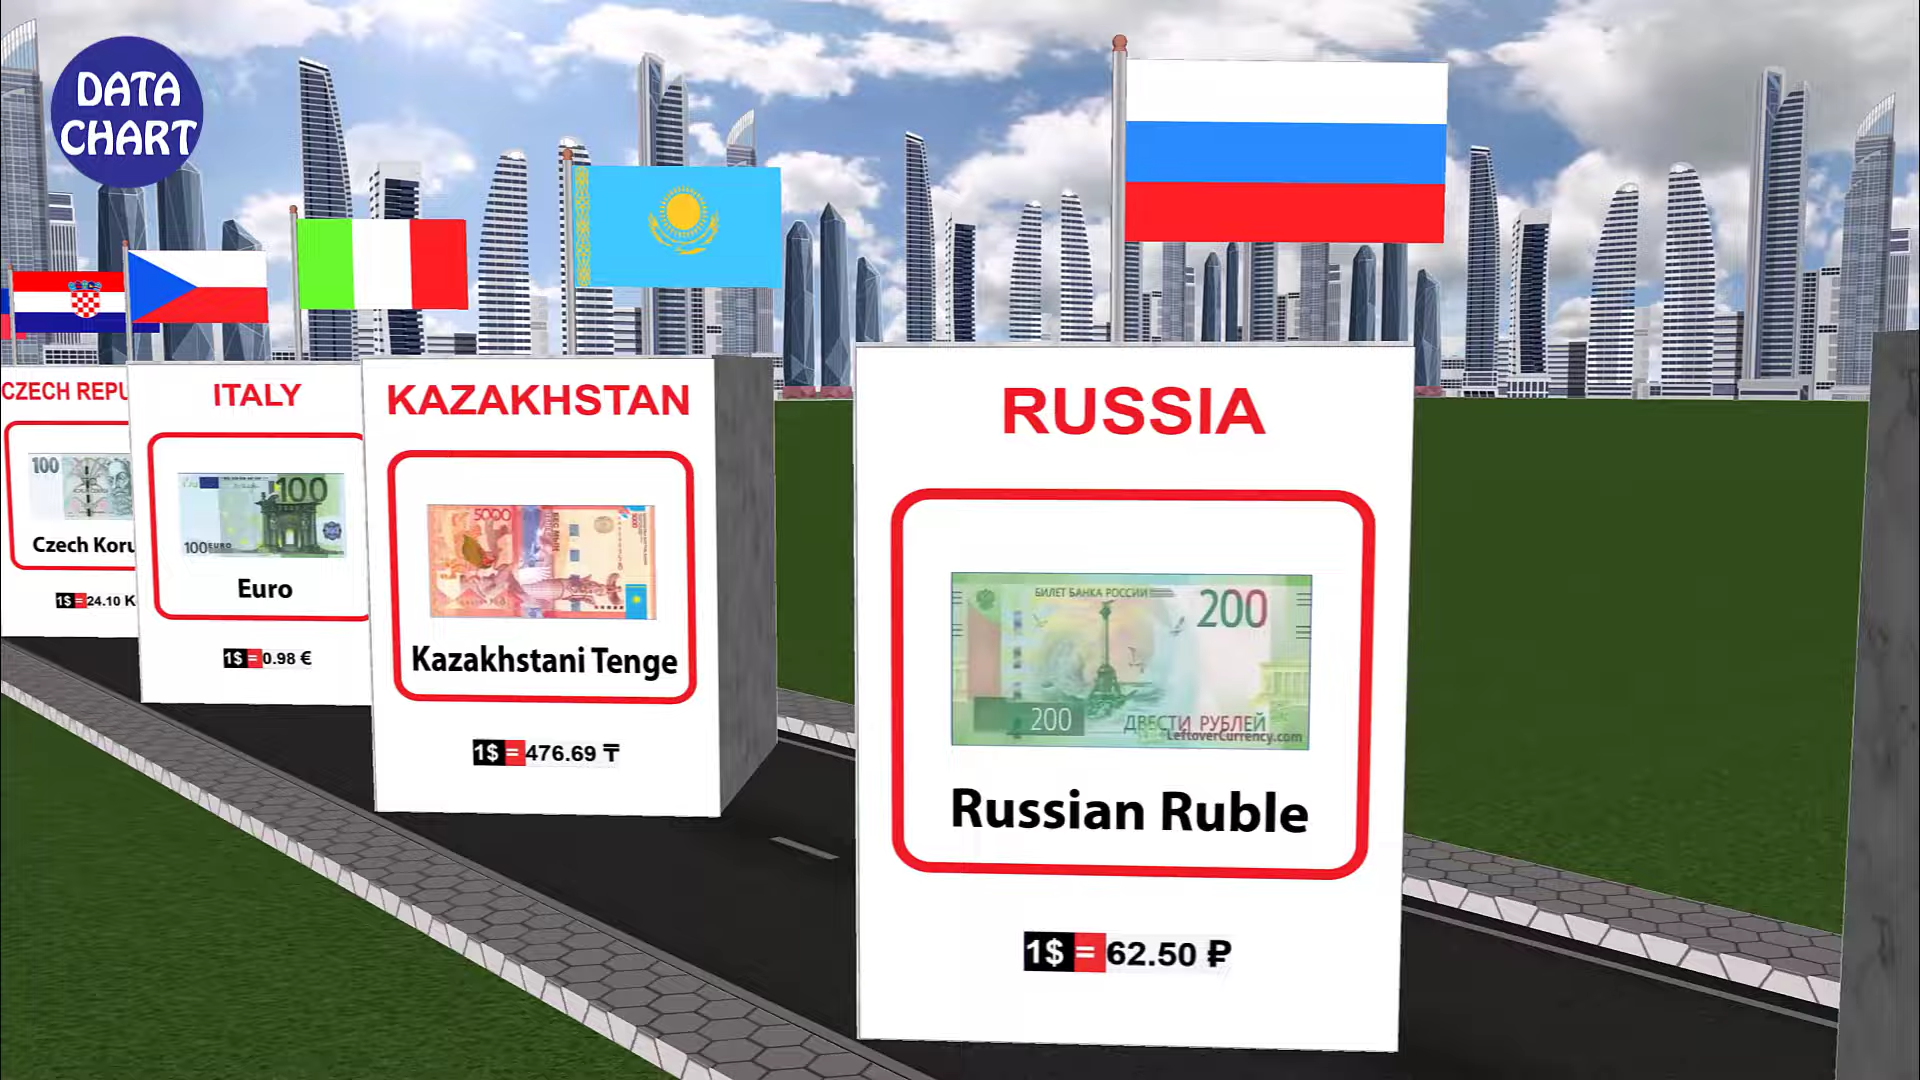 DATA
CHART
CZECH REPU
100
Czech Koru
1$=24.10 K
ITALY
100
100EURO
Euro
1$=0.98 €
KAZAKHSTAN
5000
Kazakhstani Tenge
1$=476.69 ₸
RUSSIA
БИЛЕТ БАНКА РОССИИ
200
200
ДВЕСТИ РУБЛЕЙ
LeftoverCurrency.com
Russian Ruble
1$=62.50 ₽